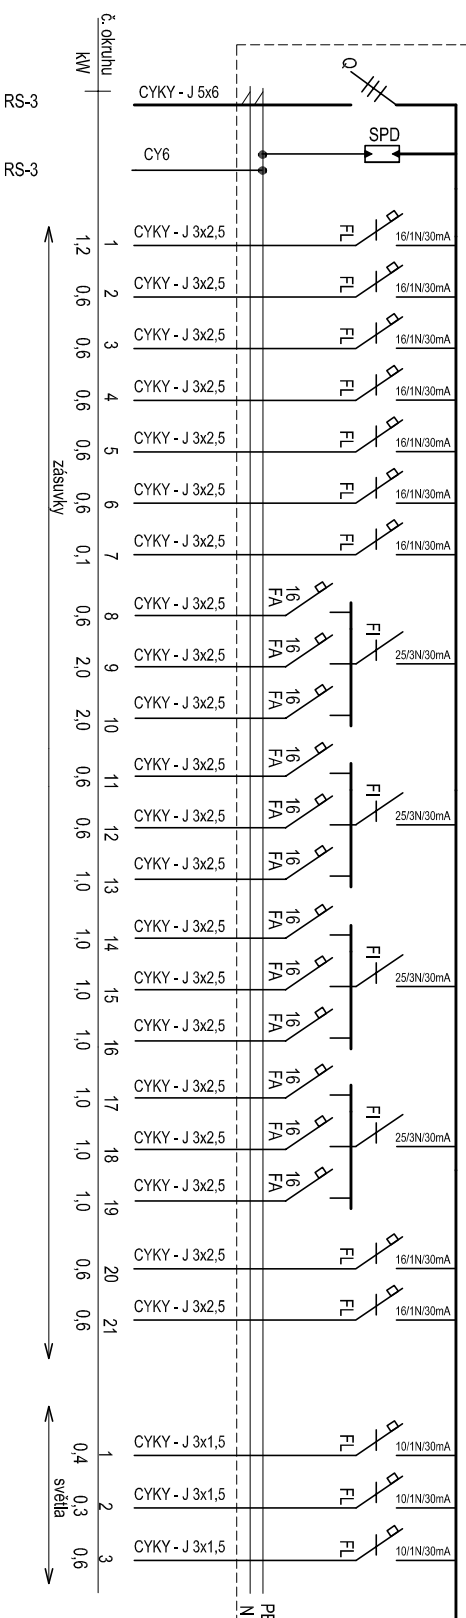 č. okruhu
kW
Q
RS-3
CYKY - J 5x6
SPD
RS-3
CY6
1,2
1
CYKY - J 3x2,5
FL
16/1N/30mA
0,6
2
CYKY - J 3x2,5
FL
16/1N/30mA
0,6
3
CYKY - J 3x2,5
FL
16/1N/30mA
0,6
4
CYKY - J 3x2,5
FL
16/1N/30mA
0,6
5
CYKY - J 3x2,5
FL
16/1N/30mA
zásuvky
0,6
6
CYKY - J 3x2,5
FL
16/1N/30mA
0,1
7
CYKY - J 3x2,5
FL
16/1N/30mA
0,6
8
CYKY - J 3x2,5
FA
16
2,0
9
CYKY - J 3x2,5
FA
16
FI
25/3N/30mA
2,0
10
CYKY - J 3x2,5
FA
16
0,6
11
CYKY - J 3x2,5
FA
16
0,6
12
CYKY - J 3x2,5
FA
16
FI
25/3N/30mA
1,0
13
CYKY - J 3x2,5
FA
16
1,0
14
CYKY - J 3x2,5
FA
16
1,0
15
CYKY - J 3x2,5
FA
16
FI
25/3N/30mA
1,0
16
CYKY - J 3x2,5
FA
16
1,0
17
CYKY - J 3x2,5
FA
16
1,0
18
CYKY - J 3x2,5
FA
16
FI
25/3N/30mA
1,0
19
CYKY - J 3x2,5
FA
16
0,6
20
CYKY - J 3x2,5
FL
16/1N/30mA
0,6
21
CYKY - J 3x2,5
FL
16/1N/30mA
0,4
1
CYKY - J 3x1,5
FL
10/1N/30mA
světla
0,3
2
CYKY - J 3x1,5
FL
10/1N/30mA
0,6
3
CYKY - J 3x1,5
FL
10/1N/30mA
N
PE